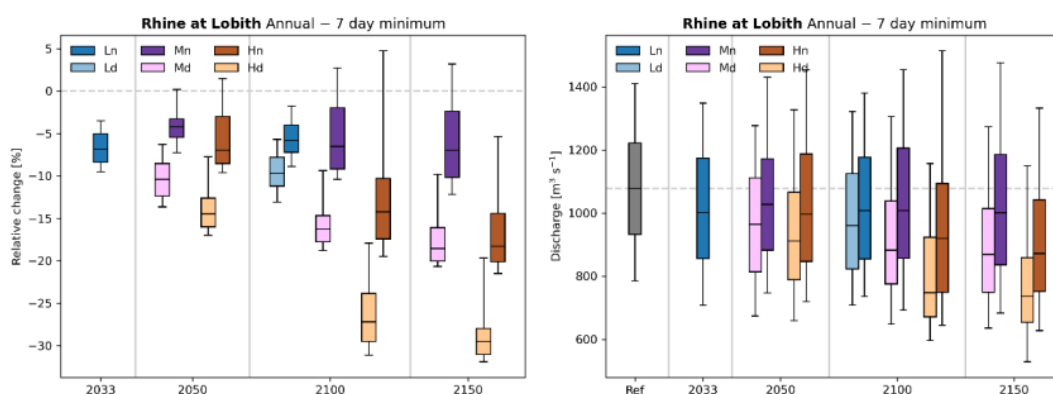 Rhine at Lobith Annual − 7 day minimum
Ln Mn Hn
Ld Md Hd
5
0
−5
−10
−15
−20
−25
−30
Relative change [%]
2033 2050 2100 2150
Rhine at Lobith Annual − 7 day minimum
Ln Mn Hn
Ld Md Hd
1400
1200
1000
800
600
Discharge [m³ s⁻¹]
Ref 2033 2050 2100 2150